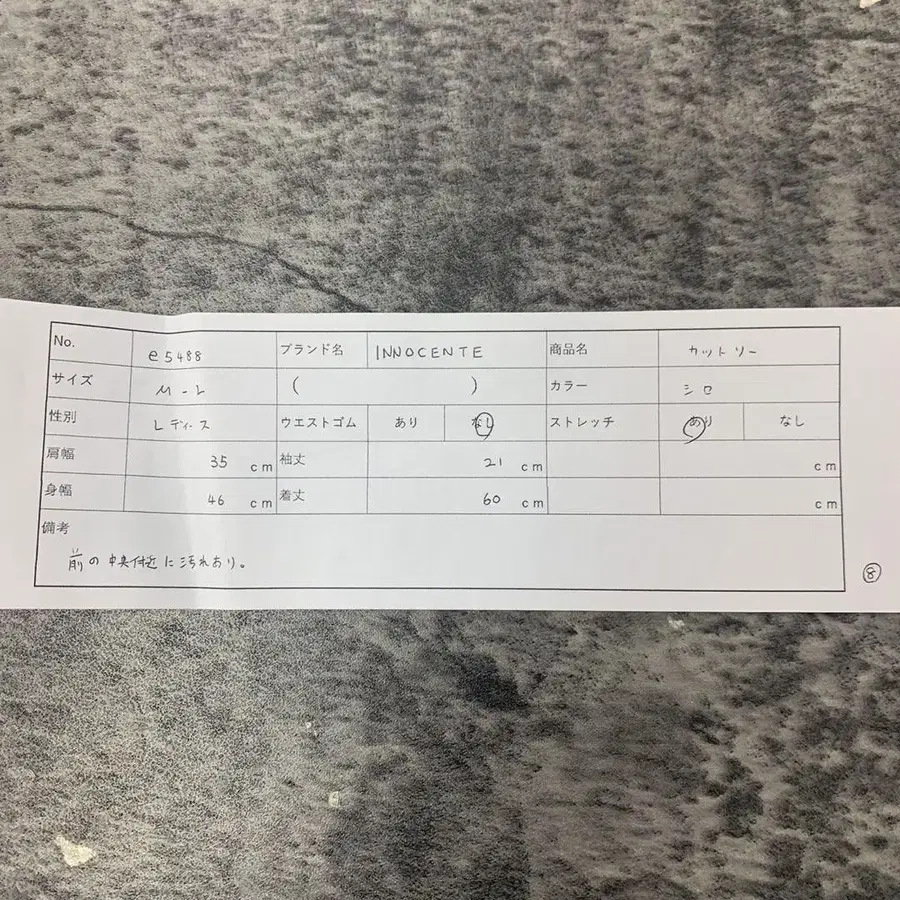 No. e5488 ブランド名 INNOCENTE 商品名 カットソー
サイズ M-L ( ) カラー シロ
性別 レディース ウエストゴム あり なし ストレッチ あり なし
肩幅 35 cm 袖丈 21 cm cm
身幅 46 cm 着丈 60 cm cm
備考
前の中央付近に汚れあり。
⑧